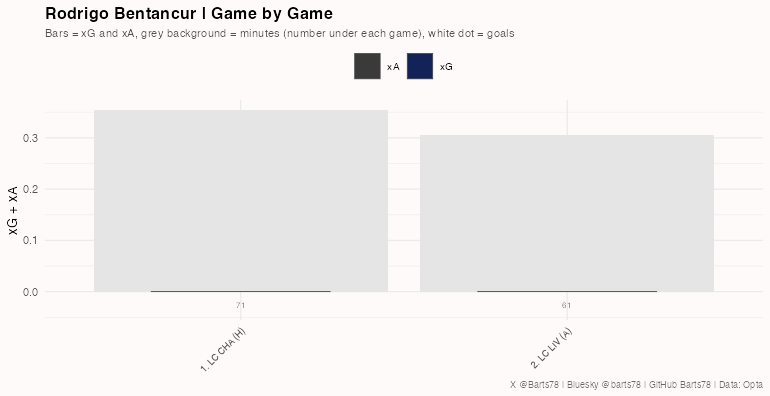 Rodrigo Bentancur | Game by Game
Bars = xG and xA, grey background = minutes (number under each game), white dot = goals
xA xG
xG + xA
0.3
0.2
0.1
0.0
71 61
1. LC CHA (H) 2. LC LIV (A)
X @Barts78 | Bluesky @barts78 | GitHub Barts78 | Data: Opta